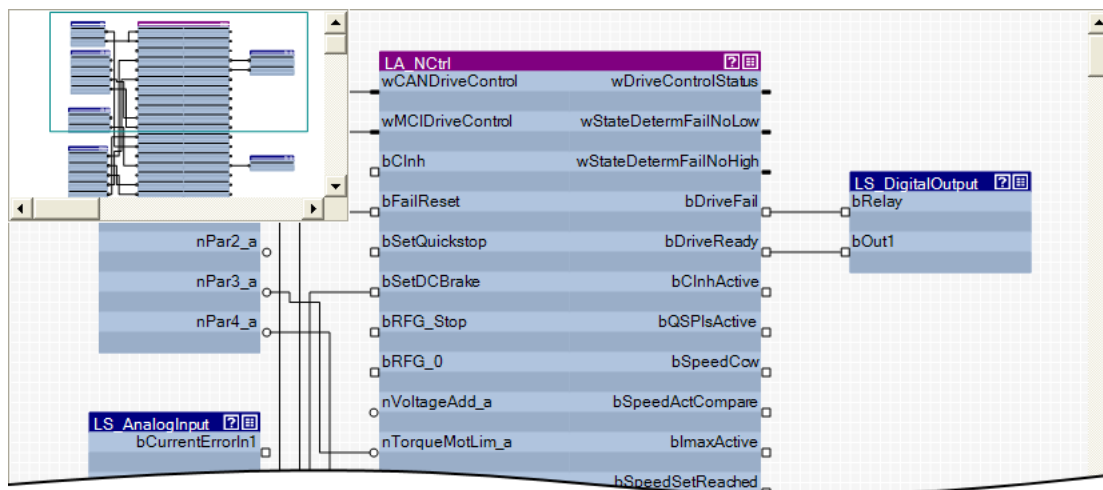 LA_NCtrl
wCANDriveControl
wDriveControlStatus
wMCIDriveControl
wStateDetermFailNoLow
bCInh
wStateDetermFailNoHigh
bFailReset
bDriveFail
bSetQuickstop
bDriveReady
bSetDCBrake
bCInhActive
bRFG_Stop
bQSPIsActive
bRFG_0
bSpeedCcw
nVoltageAdd_a
bSpeedActCompare
nTorqueMotLim_a
bImaxActive
bSpeedSetReached
LS_DigitalOutput
bRelay
bOut1
nPar2_a
nPar3_a
nPar4_a
LS_AnalogInput
bCurrentErrorIn1